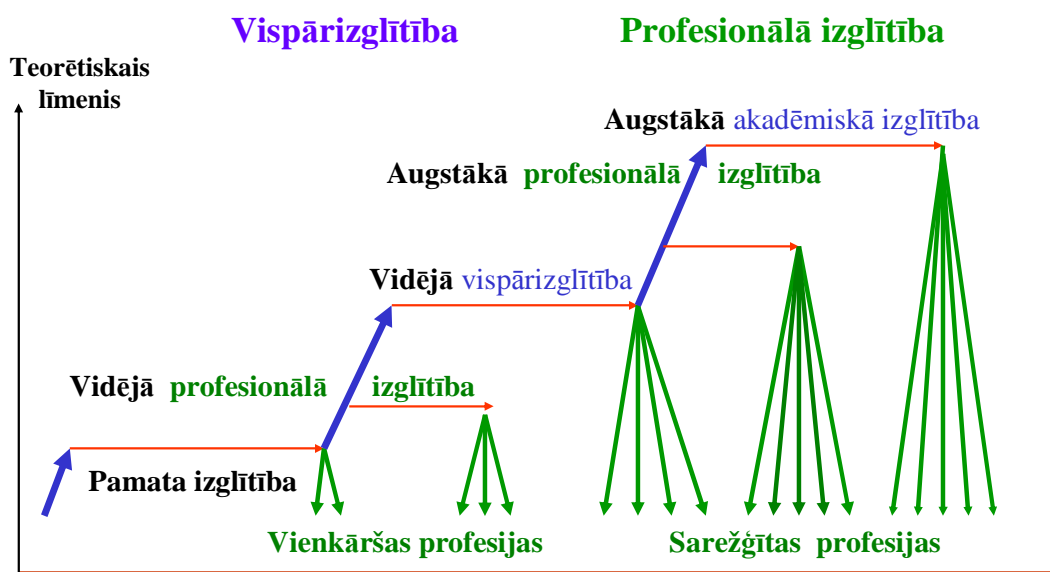 Vispārizglītība Profesionālā izglītība
Teorētiskais
līmenis
Augstākā akadēmiskā izglītība
Augstākā profesionālā izglītība
Vidējā vispārizglītība
Vidējā profesionālā izglītība
Pamata izglītība
Vienkāršas profesijas Sarežģītas profesijas